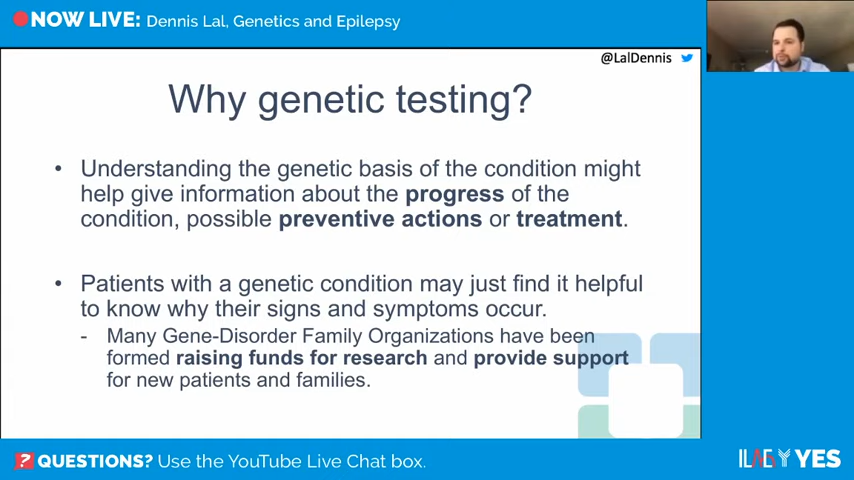 NOW LIVE: Dennis Lal, Genetics and Epilepsy
@LalDennis
Why genetic testing?
• Understanding the genetic basis of the condition might
help give information about the progress of the
condition, possible preventive actions or treatment.
• Patients with a genetic condition may just find it helpful
to know why their signs and symptoms occur.
- Many Gene-Disorder Family Organizations have been
formed raising funds for research and provide support
for new patients and families.
? QUESTIONS? Use the YouTube Live Chat box.
ILAE YES